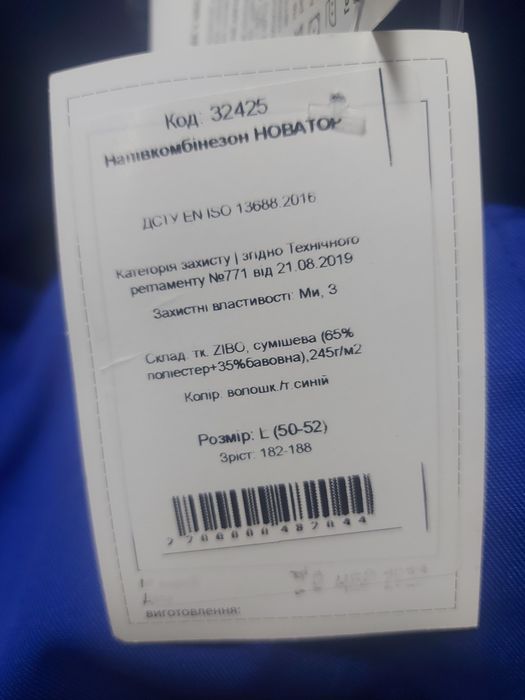 Код: 32425
Напівкомбінезон НОВАТОР
ДСТУ EN ISO 13688:2016
Категорія захисту I згідно Технічного
регламенту №771 від 21.08.2019
Захистні властивості: Ми, З
Склад: тк. ZIBO, сумішева (65%
поліестер+35%бавовна),245г/м2
Колір: волошк./т.синій
Розмір: L (50-52)
Зріст: 182-188
2200000482044
виготовлення: